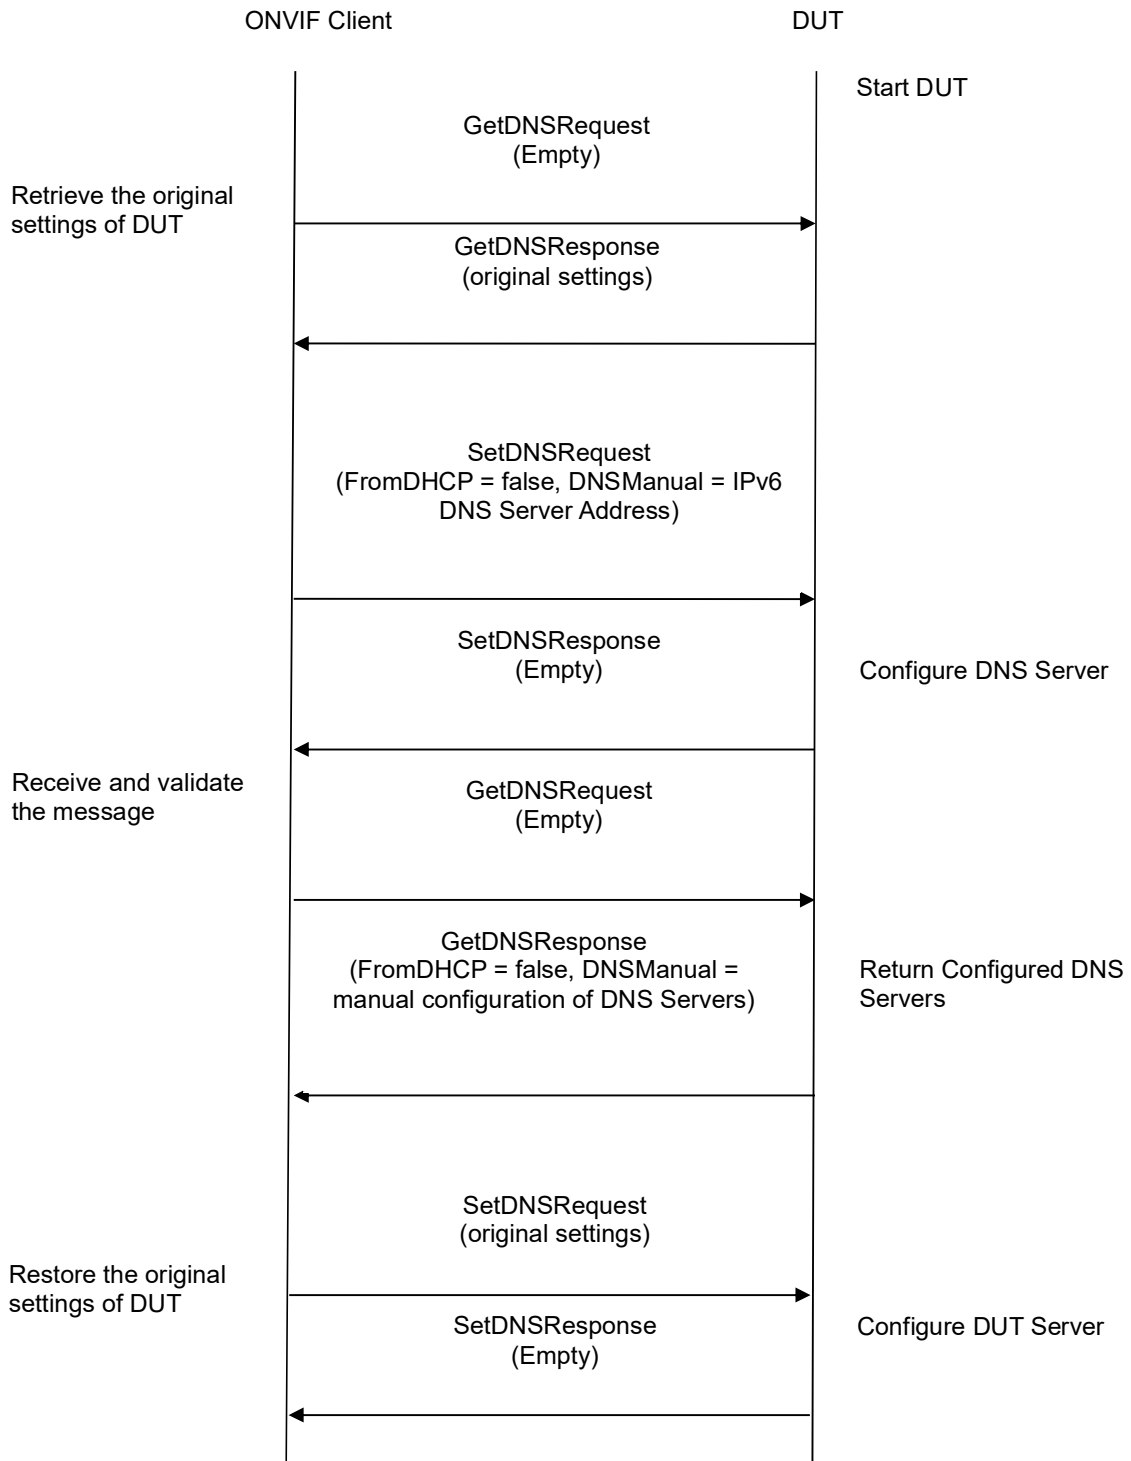 ONVIF Client
DUT
Start DUT
GetDNSRequest
(Empty)
Retrieve the original
settings of DUT
GetDNSResponse
(original settings)
SetDNSRequest
(FromDHCP = false, DNSManual = IPv6
DNS Server Address)
SetDNSResponse
(Empty)
Configure DNS Server
Receive and validate
the message
GetDNSRequest
(Empty)
GetDNSResponse
(FromDHCP = false, DNSManual =
manual configuration of DNS Servers)
Return Configured DNS
Servers
SetDNSRequest
(original settings)
Restore the original
settings of DUT
SetDNSResponse
(Empty)
Configure DUT Server